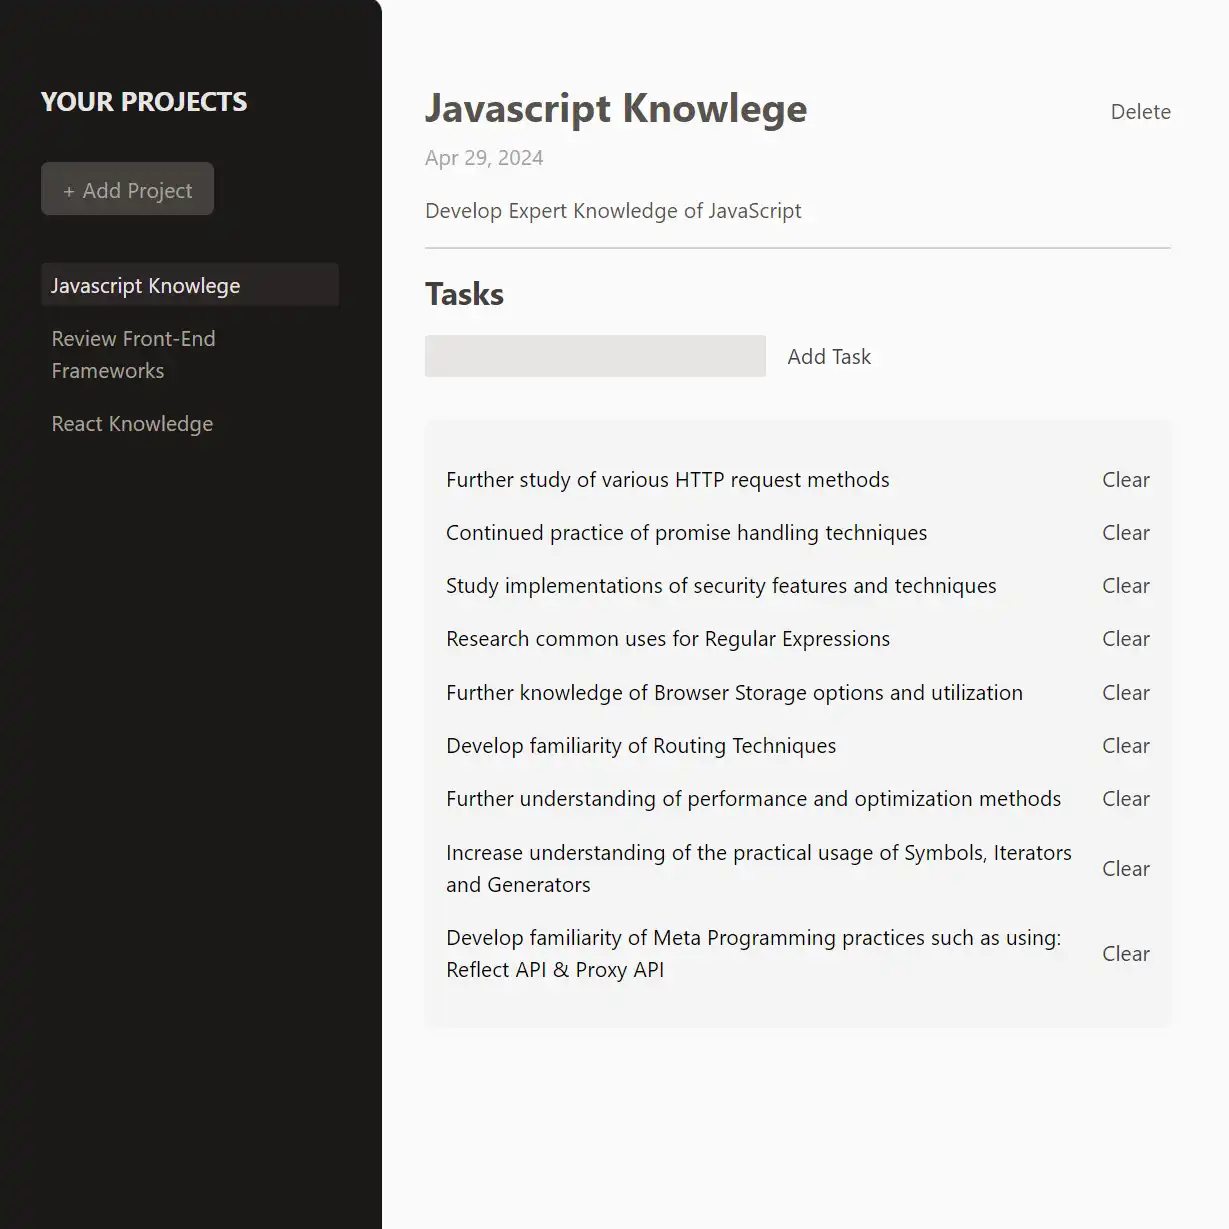 YOUR PROJECTS
+ Add Project
Javascript Knowlege
Review Front-End
Frameworks
React Knowledge
Javascript Knowlege
Delete
Apr 29, 2024
Develop Expert Knowledge of JavaScript
Tasks
Add Task
Further study of various HTTP request methods
Clear
Continued practice of promise handling techniques
Clear
Study implementations of security features and techniques
Clear
Research common uses for Regular Expressions
Clear
Further knowledge of Browser Storage options and utilization
Clear
Develop familiarity of Routing Techniques
Clear
Further understanding of performance and optimization methods
Clear
Increase understanding of the practical usage of Symbols, Iterators
and Generators
Clear
Develop familiarity of Meta Programming practices such as using:
Reflect API & Proxy API
Clear